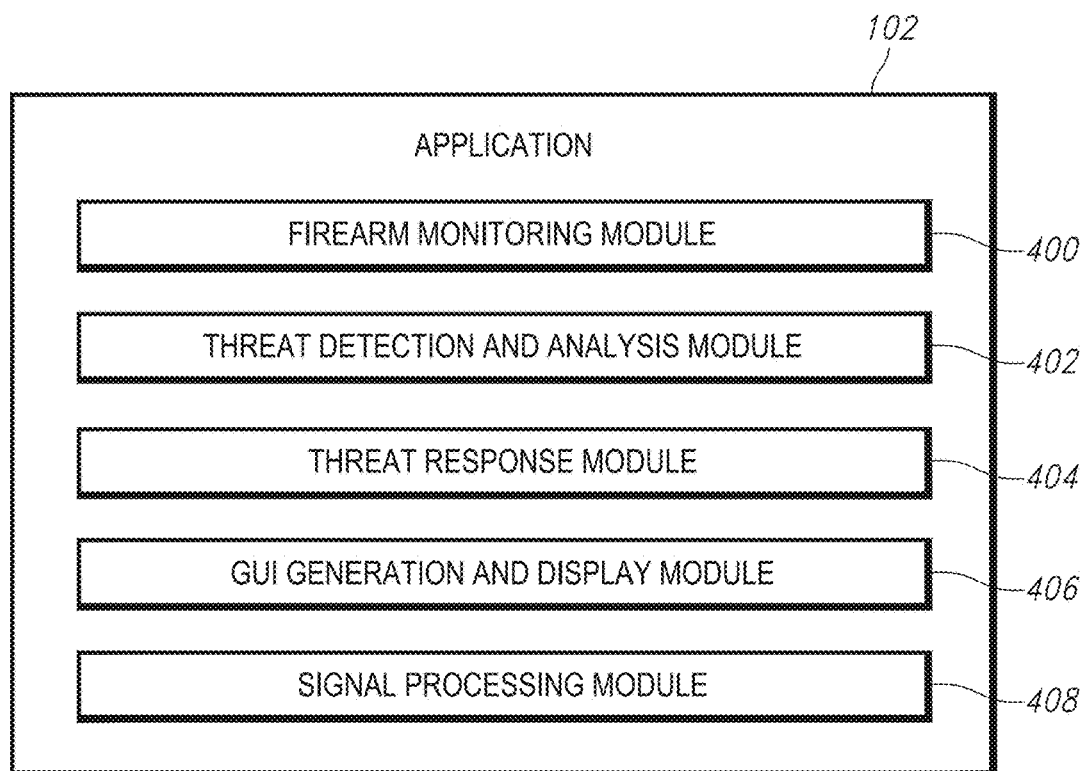 102
APPLICATION
FIREARM MONITORING MODULE
400
THREAT DETECTION AND ANALYSIS MODULE
402
THREAT RESPONSE MODULE
404
GUI GENERATION AND DISPLAY MODULE
406
SIGNAL PROCESSING MODULE
408